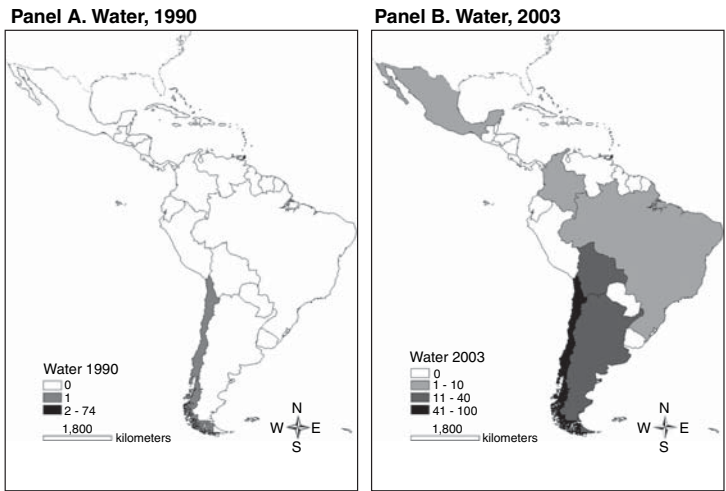 Panel A. Water, 1990
Water 1990
0
1
2 - 74
1,800
kilometers
N
W E
S
Panel B. Water, 2003
Water 2003
0
1 - 10
11 - 40
41 - 100
1,800
kilometers
N
W E
S